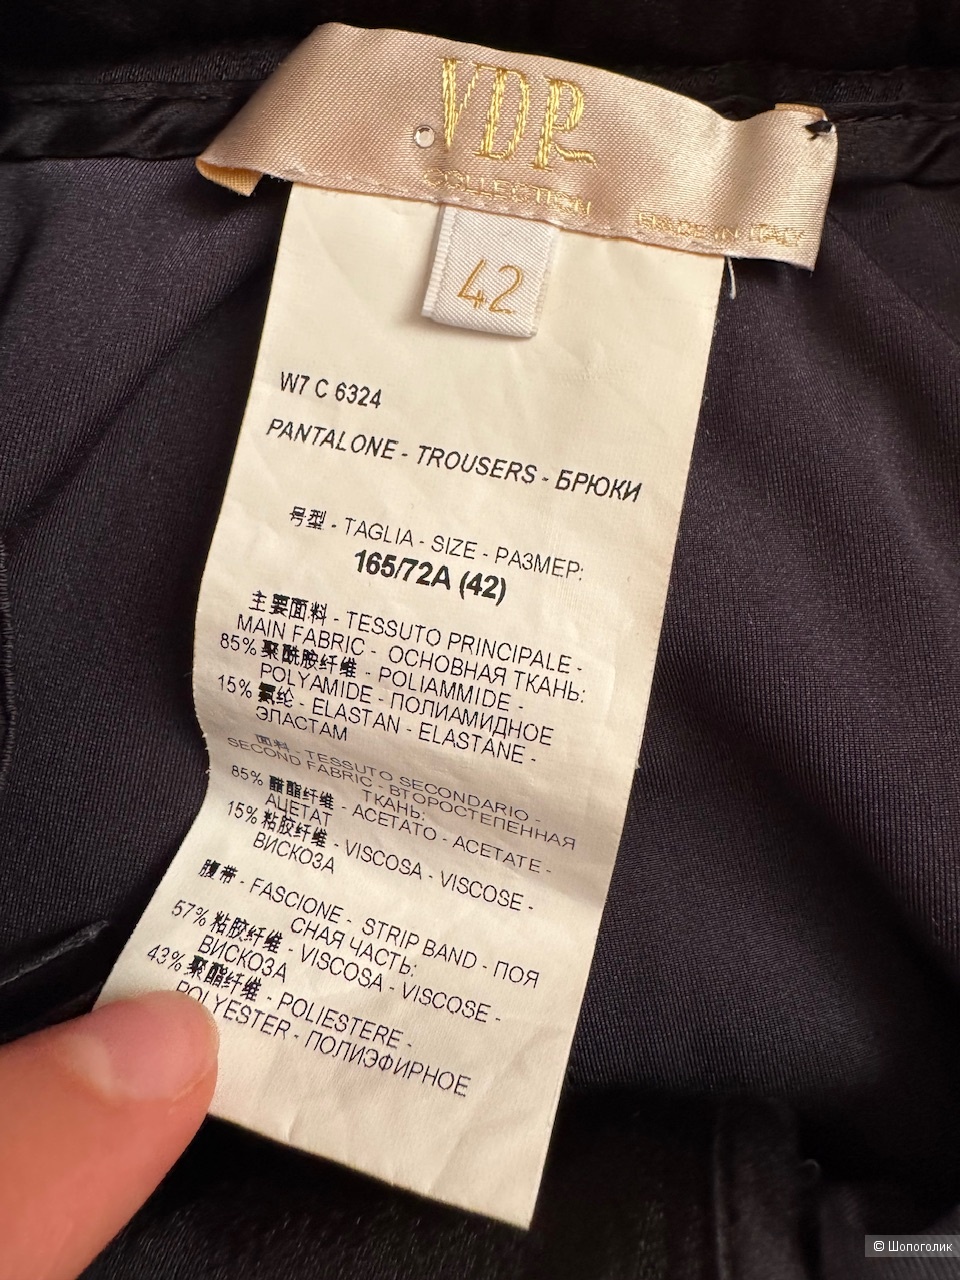 VDP
COLLECTION MADE IN ITALY
42
W7 C 6324
PANTALONE - TROUSERS - БРЮКИ
号型 - TAGLIA - SIZE - РАЗМЕР:
165/72A (42)
主要面料 - TESSUTO PRINCIPALE -
MAIN FABRIC - ОСНОВНАЯ ТКАНЬ:
85% 聚酰胺纤维 - POLIAMMIDE -
POLYAMIDE - ПОЛИАМИДНОЕ
15% 氨纶 - ELASTAN - ELASTANE -
ЭЛАСТАМ
面料 - TESSUTO SECONDARIO -
SECOND FABRIC - ВТОРОСТЕПЕННАЯ
ТКАНЬ:
85% 醋酯纤维 - ACETATO - ACETATE -
АЦЕТАТ
15% 粘胶纤维 - VISCOSA - VISCOSE -
ВИСКОЗА
腹带 - FASCIONE - STRIP BAND - ПОЯ
СНАЯ ЧАСТЬ:
57% 粘胶纤维 - VISCOSA - VISCOSE -
ВИСКОЗА
43% 聚酯纤维 - POLIESTERE -
POLYESTER - ПОЛИЭФИРНОЕ
© Шопоголик